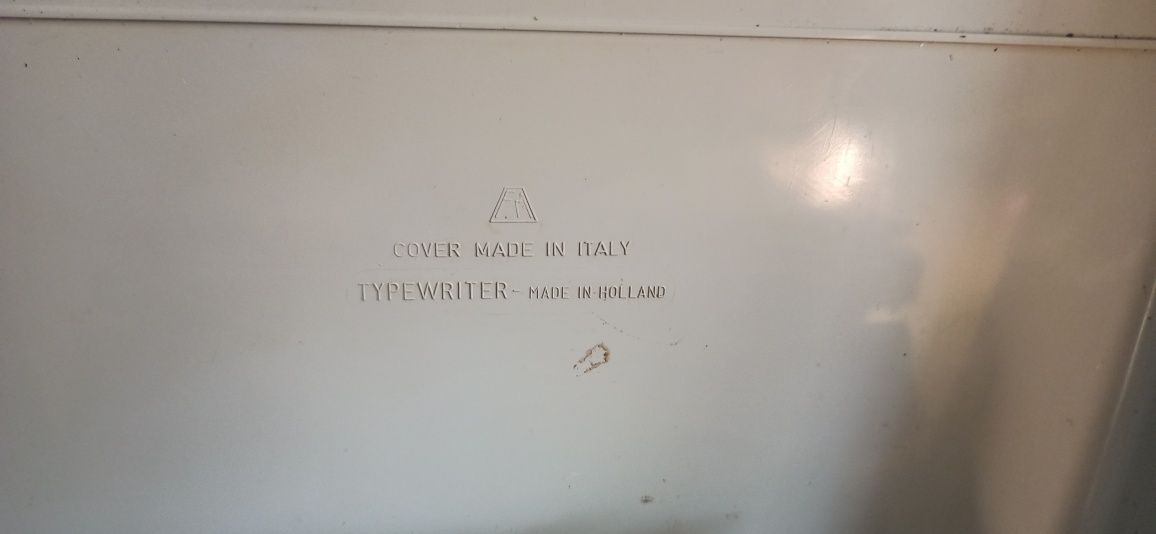 COVER MADE IN ITALY
TYPEWRITER - MADE IN HOLLAND